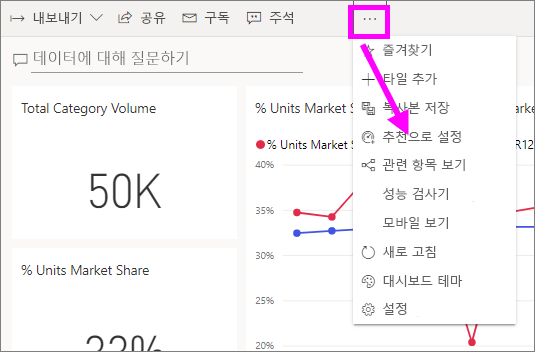 내보내기 공유 구독 주석 ...
데이터에 대해 질문하기
즐겨찾기
타일 추가
복사본 저장
추천으로 설정
관련 항목 보기
성능 검사기
모바일 보기
새로 고침
대시보드 테마
설정
Total Category Volume
50K
% Units Market Share
33%
% Units Market Sh
% Units Market S
R12
40%
35%
30%
25%
20%